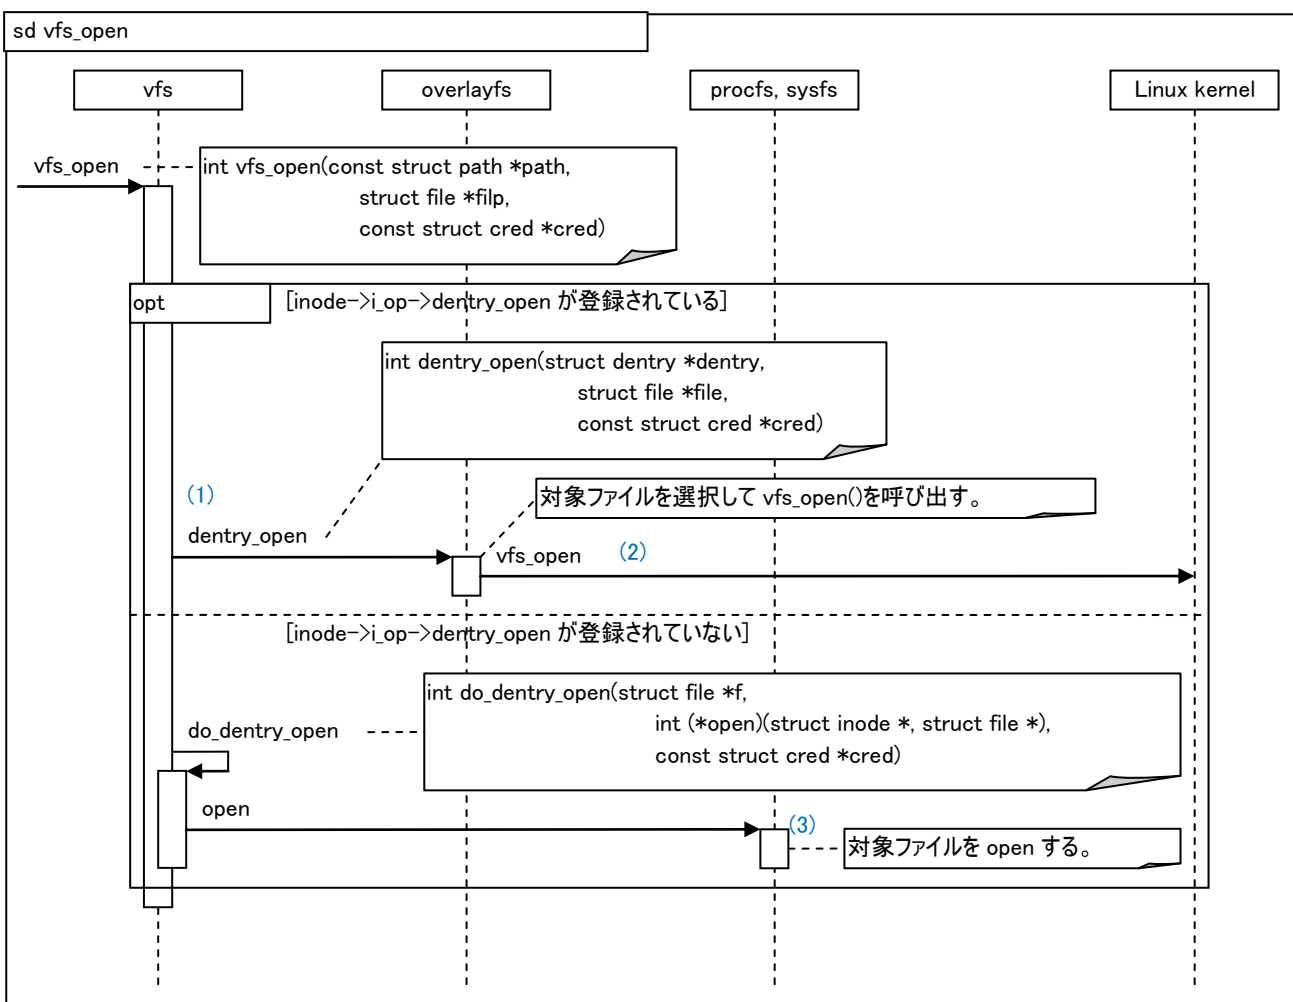 sd vfs_open
vfs
overlayfs
procfs, sysfs
Linux kernel
vfs_open
int vfs_open(const struct path *path,
struct file *filp,
const struct cred *cred)
opt
[inode->i_op->dentry_open が登録されている]
int dentry_open(struct dentry *dentry,
struct file *file,
const struct cred *cred)
(1)
対象ファイルを選択して vfs_open()を呼び出す。
dentry_open
vfs_open
(2)
[inode->i_op->dentry_open が登録されていない]
int do_dentry_open(struct file *f,
int (*open)(struct inode *, struct file *),
const struct cred *cred)
do_dentry_open
open
(3)
対象ファイルを open する。